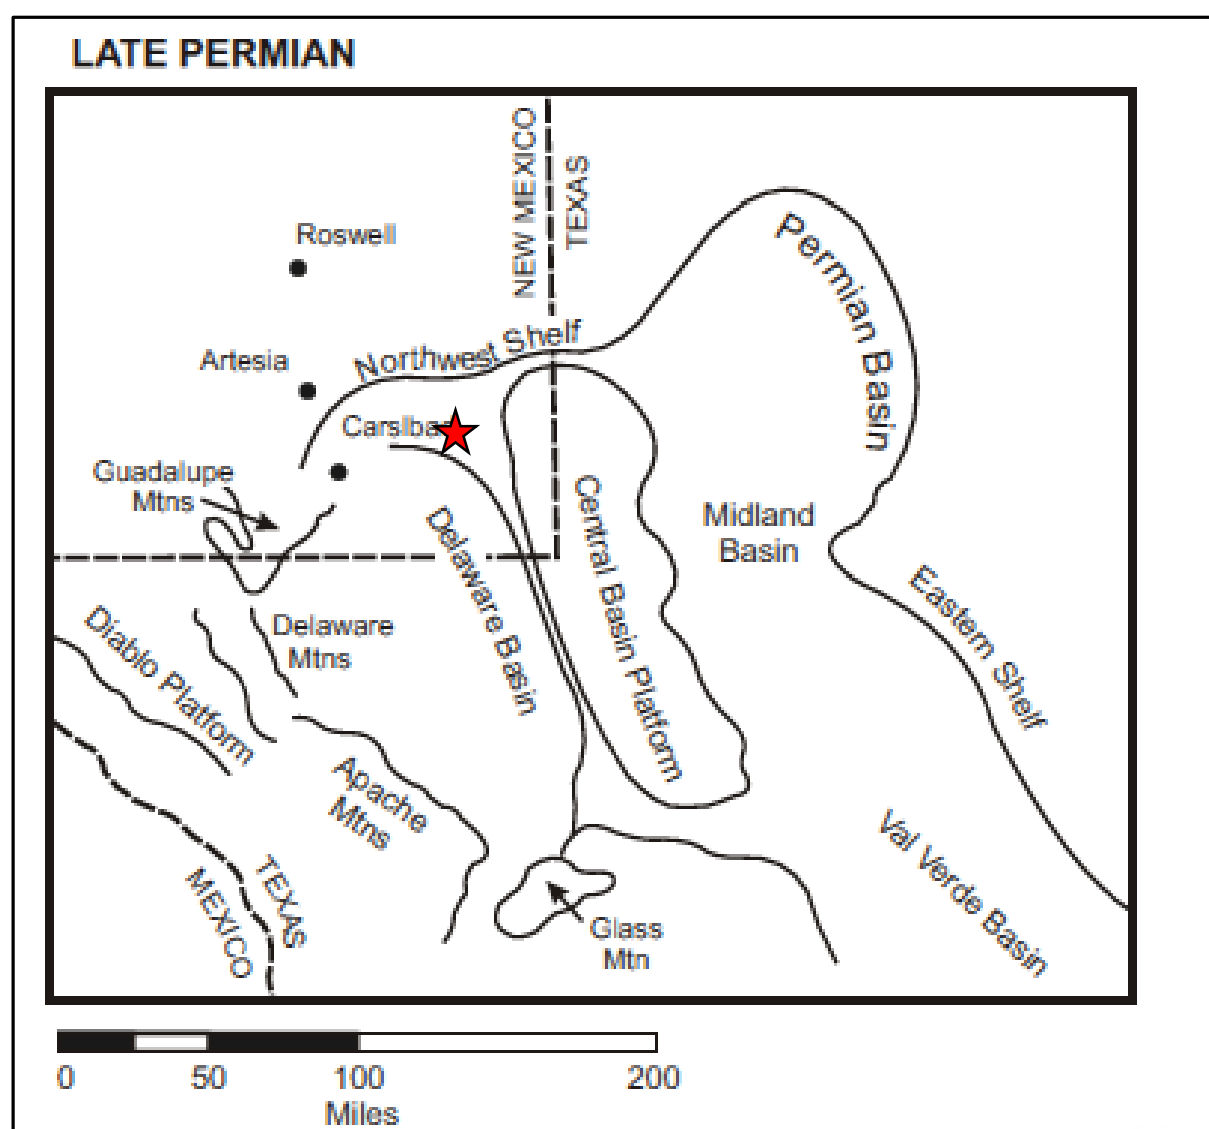 LATE PERMIAN
NEW MEXICO
TEXAS
Permian Basin
Roswell
Northwest Shelf
Artesia
Carslba
Guadalupe
Mtns
Delaware Basin
Central Basin Platform
Midland
Basin
Eastern Shelf
Diablo Platform
Delaware
Mtns
Apache
Mtns
Val Verde Basin
TEXAS
MEXICO
Glass
Mtn
0 50 100 200
Miles